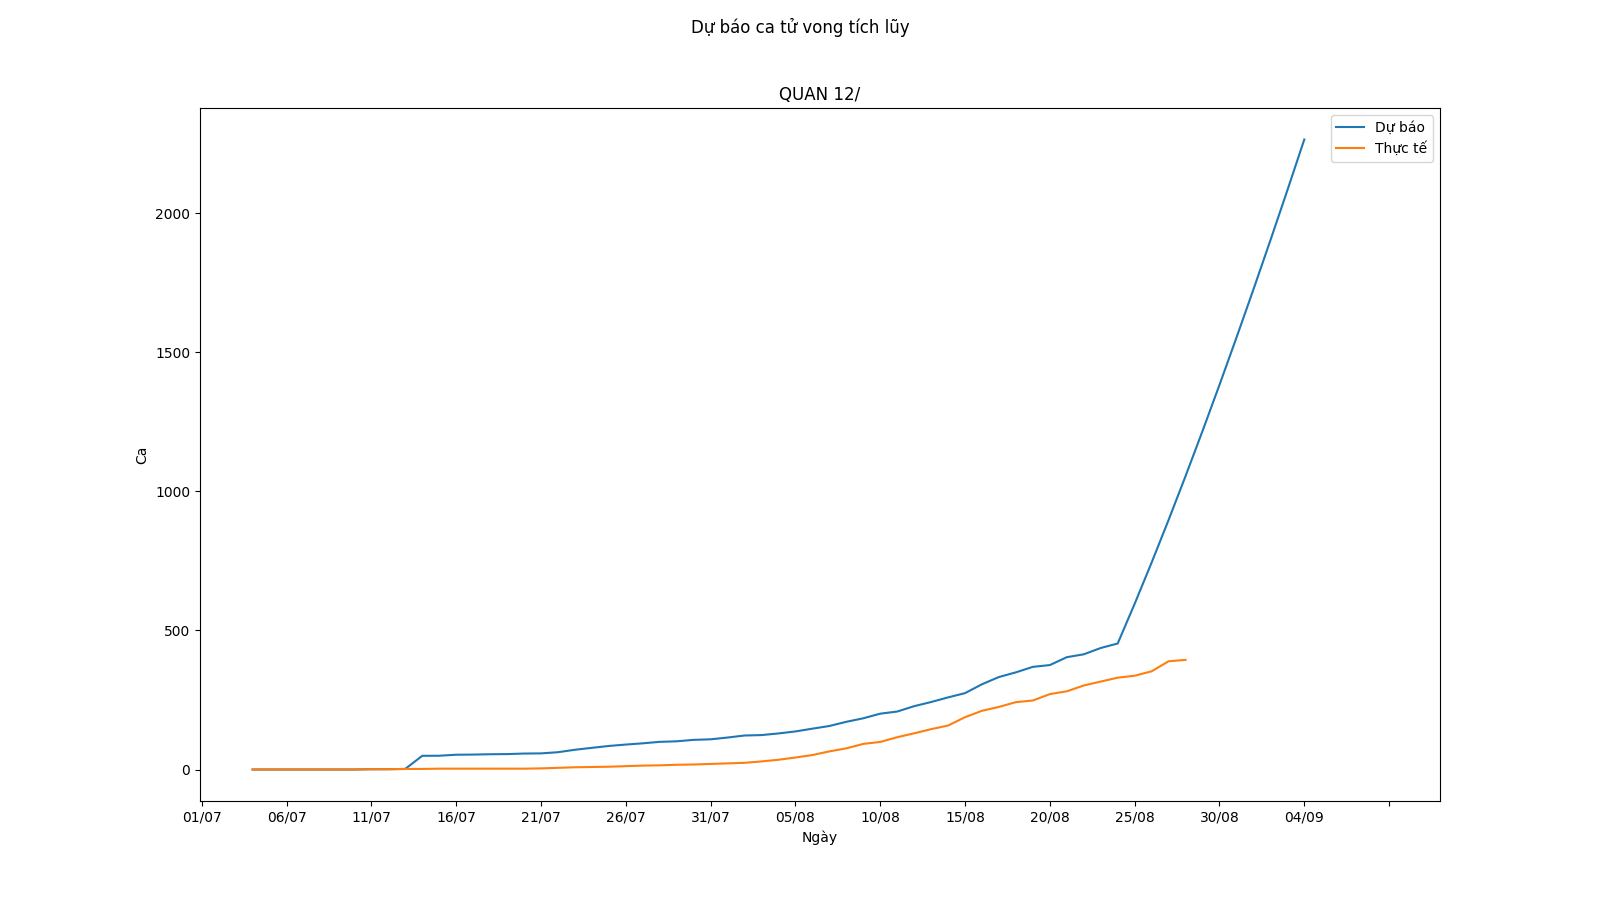 Dự báo ca tử vong tích lũy
QUAN 12/
Dự báo
Thực tế
2000
1500
1000
500
0
Ca
01/07 06/07 11/07 16/07 21/07 26/07 31/07 05/08 10/08 15/08 20/08 25/08 30/08 04/09
Ngày